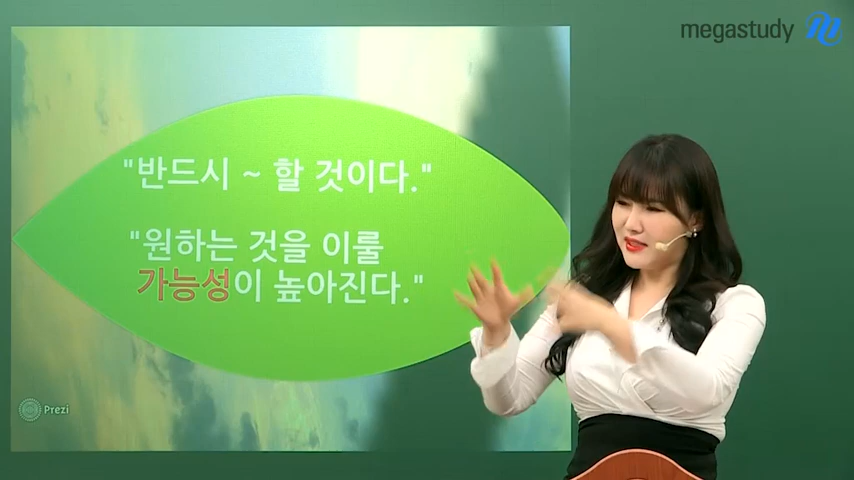 megastudy
"반드시 ~ 할 것이다."
"원하는 것을 이룰
가능성이 높아진다."
Prezi